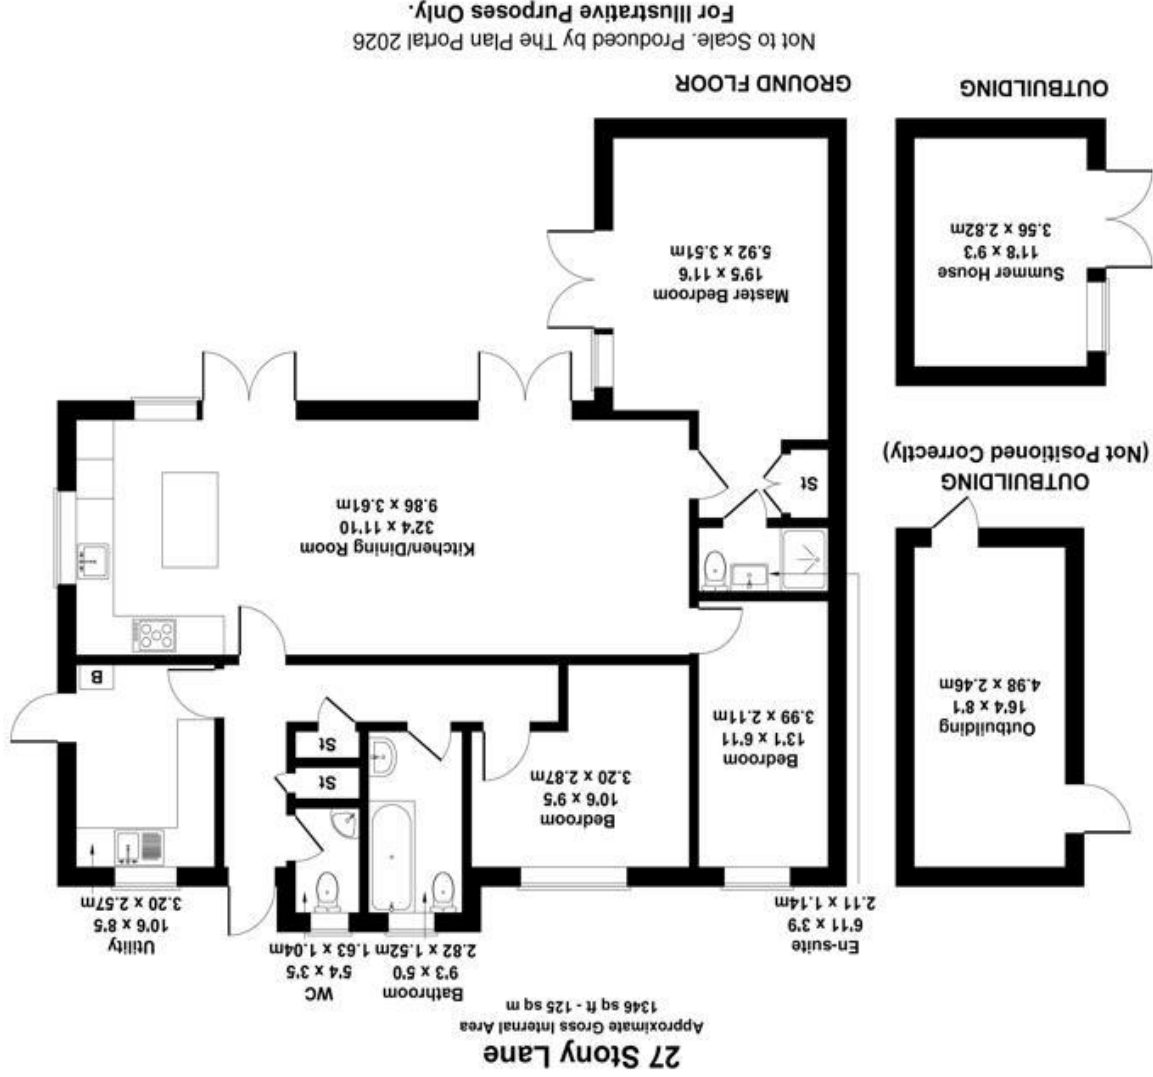 27 Stony Lane
Approximate Gross Internal Area
1346 sq ft - 125 sq m
En-suite
6'11 x 3'9
2.11 x 1.14m
Bathroom
9'3 x 5'0
2.82 x 1.52m
WC
5'4 x 3'5
1.63 x 1.04m
Utility
10'6 x 8'5
3.20 x 2.57m
Outbuilding
16'4 x 8'1
4.98 x 2.46m
Bedroom
13'1 x 6'11
3.99 x 2.11m
Bedroom
10'6 x 9'5
3.20 x 2.87m
St
St
B
Kitchen/Dining Room
32'4 x 11'10
9.86 x 3.61m
St
OUTBUILDING
(Not Positioned Correctly)
Master Bedroom
19'5 x 11'6
5.92 x 3.51m
Summer House
11'8 x 9'3
3.56 x 2.82m
OUTBUILDING
GROUND FLOOR
Not to Scale. Produced by The Plan Portal 2026
For Illustrative Purposes Only.